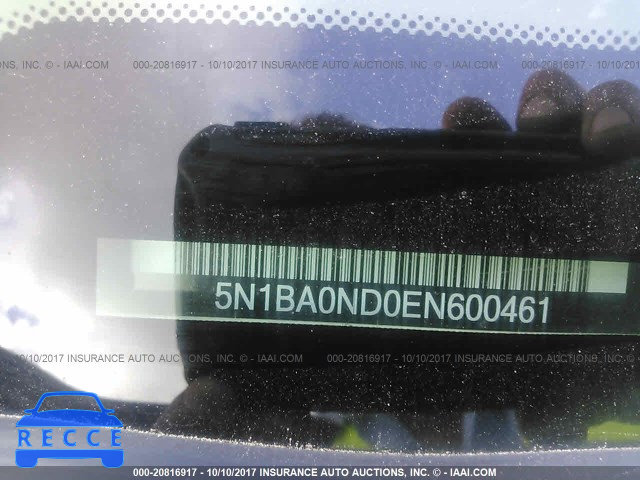 INC. - IAAI.COM 000-20816917 - 10/10/2017 INSURANCE AUTO AUCTIONS, INC. - IAAI.COM 000-20816917 - 10/10/2017
5N1BA0ND0EN600461
- 10/10/2017 INSURANCE AUTO AUCTIONS, INC. - IAAI.COM 000-20816917 - 10/10/2017 INSURANCE AUTO AUCTIONS, INC. -
RECCE
000-20816917 - 10/10/2017 INSURANCE AUTO AUCTIONS, INC. - IAAI.COM